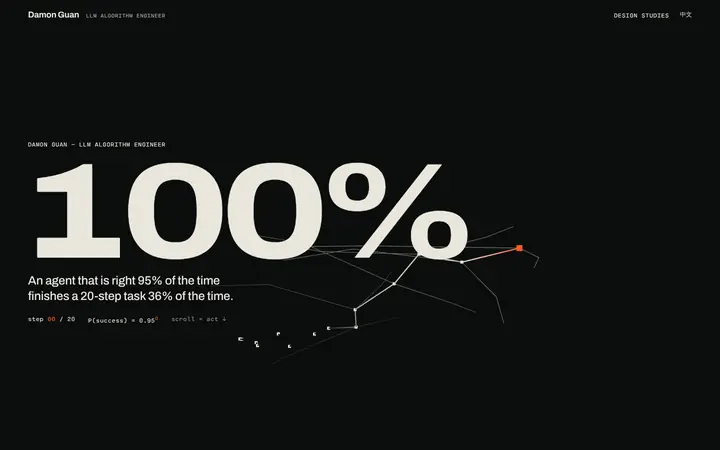 Damon Guan LLM ALGORITHM ENGINEER
DESIGN STUDIES 中文
DAMON GUAN — LLM ALGORITHM ENGINEER
100%
An agent that is right 95% of the time
finishes a 20-step task 36% of the time.
step 00 / 20 P(success) = 0.95⁰ scroll = act ↓